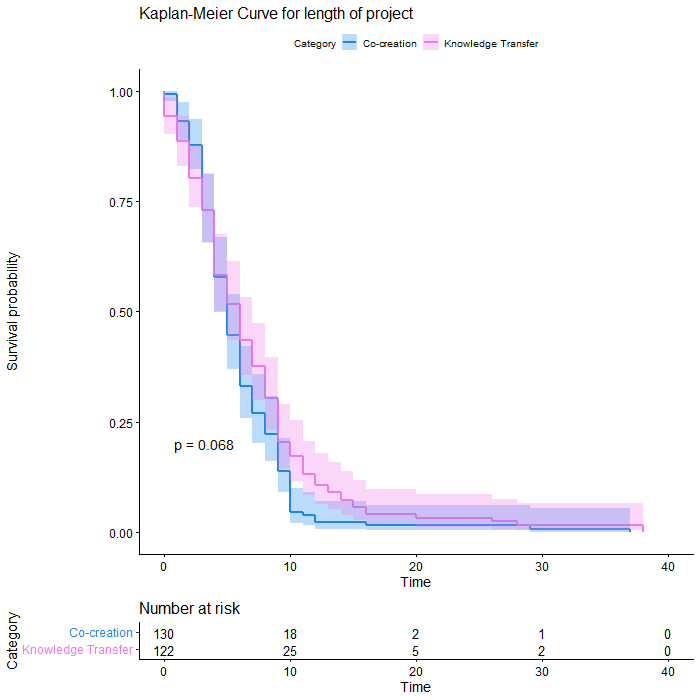 Kaplan-Meier Curve for length of project
Category Co-creation Knowledge Transfer
Survival probability
1.00
0.75
0.50
0.25
0.00
p = 0.068
0 10 20 30 40
Time
Number at risk
Category
Co-creation 130 18 2 1 0
Knowledge Transfer 122 25 5 2 0
0 10 20 30 40
Time